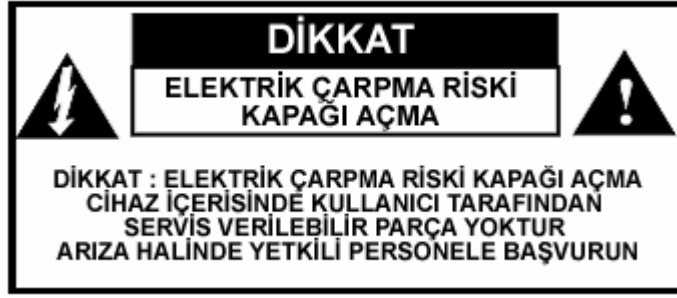 DİKKAT
ELEKTRİK ÇARPMA RİSKİ
KAPAĞI AÇMA
DİKKAT : ELEKTRİK ÇARPMA RİSKİ KAPAĞI AÇMA
CİHAZ İÇERİSİNDE KULLANICI TARAFINDAN
SERVİS VERİLEBİLİR PARÇA YOKTUR
ARIZA HALİNDE YETKİLİ PERSONELE BAŞVURUN